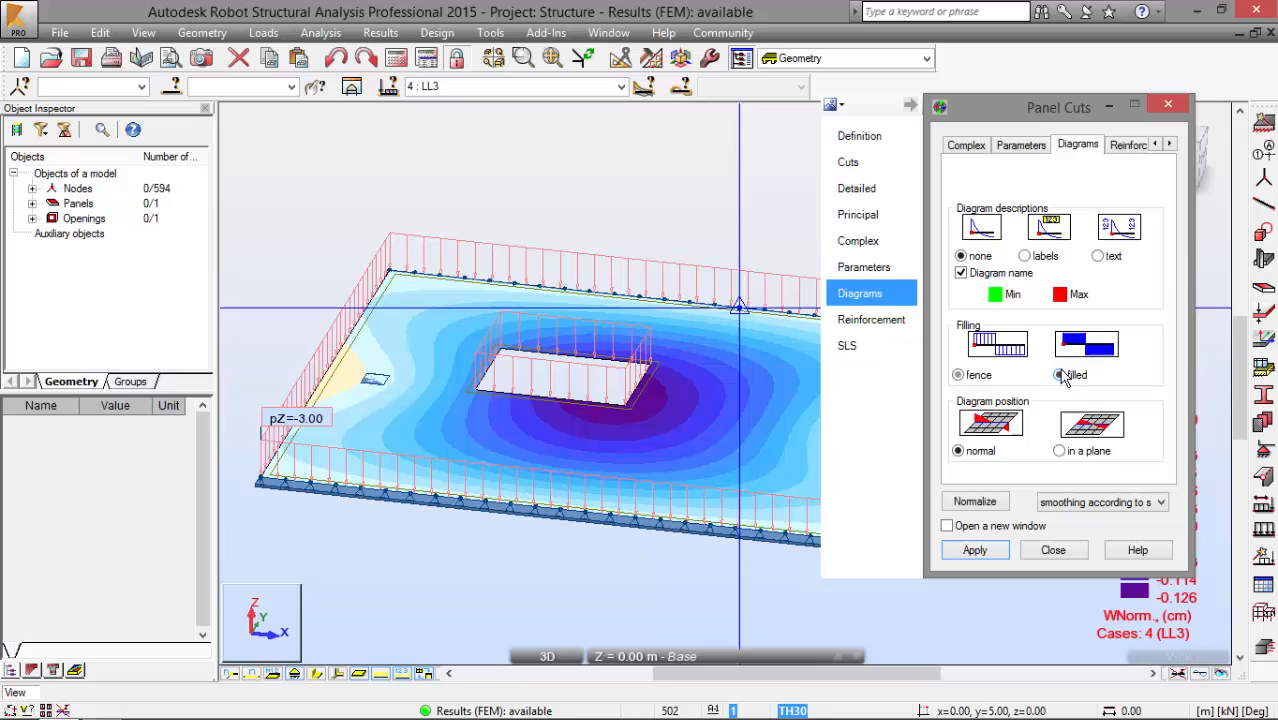 PRO
Autodesk Robot Structural Analysis Professional 2015 - Project: Structure - Results (FEM): available
Type a keyword or phrase
File Edit View Geometry Loads Results Analysis Design Tools Add-Ins Window Help Community
Geometry
4 : LL3
Object Inspector
Objects Number of...
Objects of a model
Nodes 0/594
Panels 0/1
Openings 0/1
Auxiliary objects
Geometry Groups
Name Value Unit
pZ=-3.00
Definition
Cuts
Detailed
Principal
Complex
Parameters
Diagrams
Reinforcement
SLS
Panel Cuts
Complex Parameters Diagrams Reinforc
Diagram descriptions
none labels text
Diagram name
Min Max
Filling
fence filled
Diagram position
normal in a plane
Normalize smoothing according to s
Open a new window
Apply Close Help
-0.114
-0.126
WNorm., (cm)
Cases: 4 (LL3)
Z
Y
X
3D Z = 0.00 m - Base
View
Results (FEM): available 502 1 TH30 x=0.00, y=5.00, z=0.00 0.00 [m] [kN] [Deg]